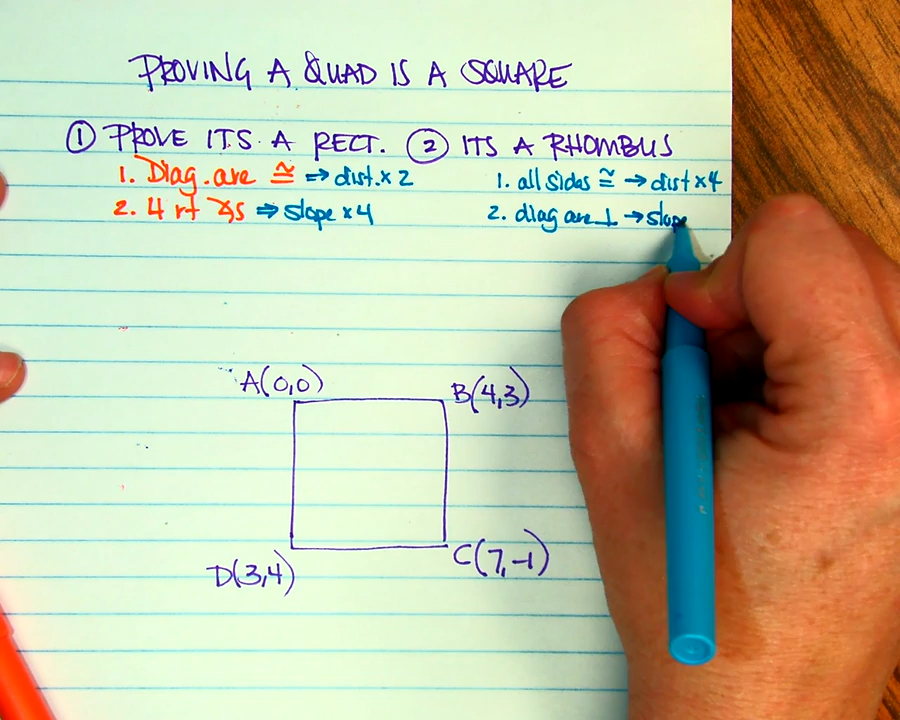 PROVING A QUAD IS A SQUARE
① PROVE ITS A RECT. ② ITS A RHOMBUS
1. Diag. are ≅ ⇒ dist. x 2
2. 4 rt ∡s ⇒ slope x 4
1. all sides ≅ → dist x 4
2. diag are ⊥ → slope
A(0,0)
B(4,3)
C(7,-1)
D(3,4)